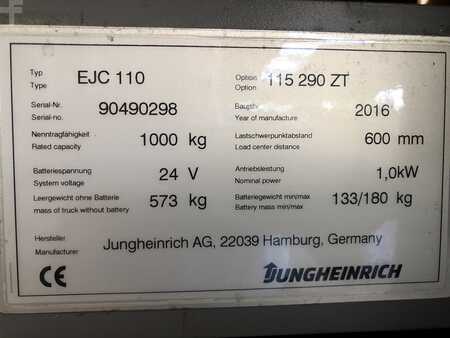 Typ EJC 110 Option 115 290 ZT
Type Option
Serial-Nr. 90490298 Baujahr 2016
Serial-no. Year of manufacture
Nenntragfähigkeit 1000 kg Lastschwerpunktabstand 600 mm
Rated capacity Load center distance
Batteriespannung 24 V Antriebsleistung 1,0kW
System voltage Nominal power
Leergewicht ohne Batterie 573 kg Batteriegewicht min/max 133/180 kg
mass of truck without battery Battery mass min/max
Hersteller Jungheinrich AG, 22039 Hamburg, Germany
Manufacturer
CE JUNGHEINRICH